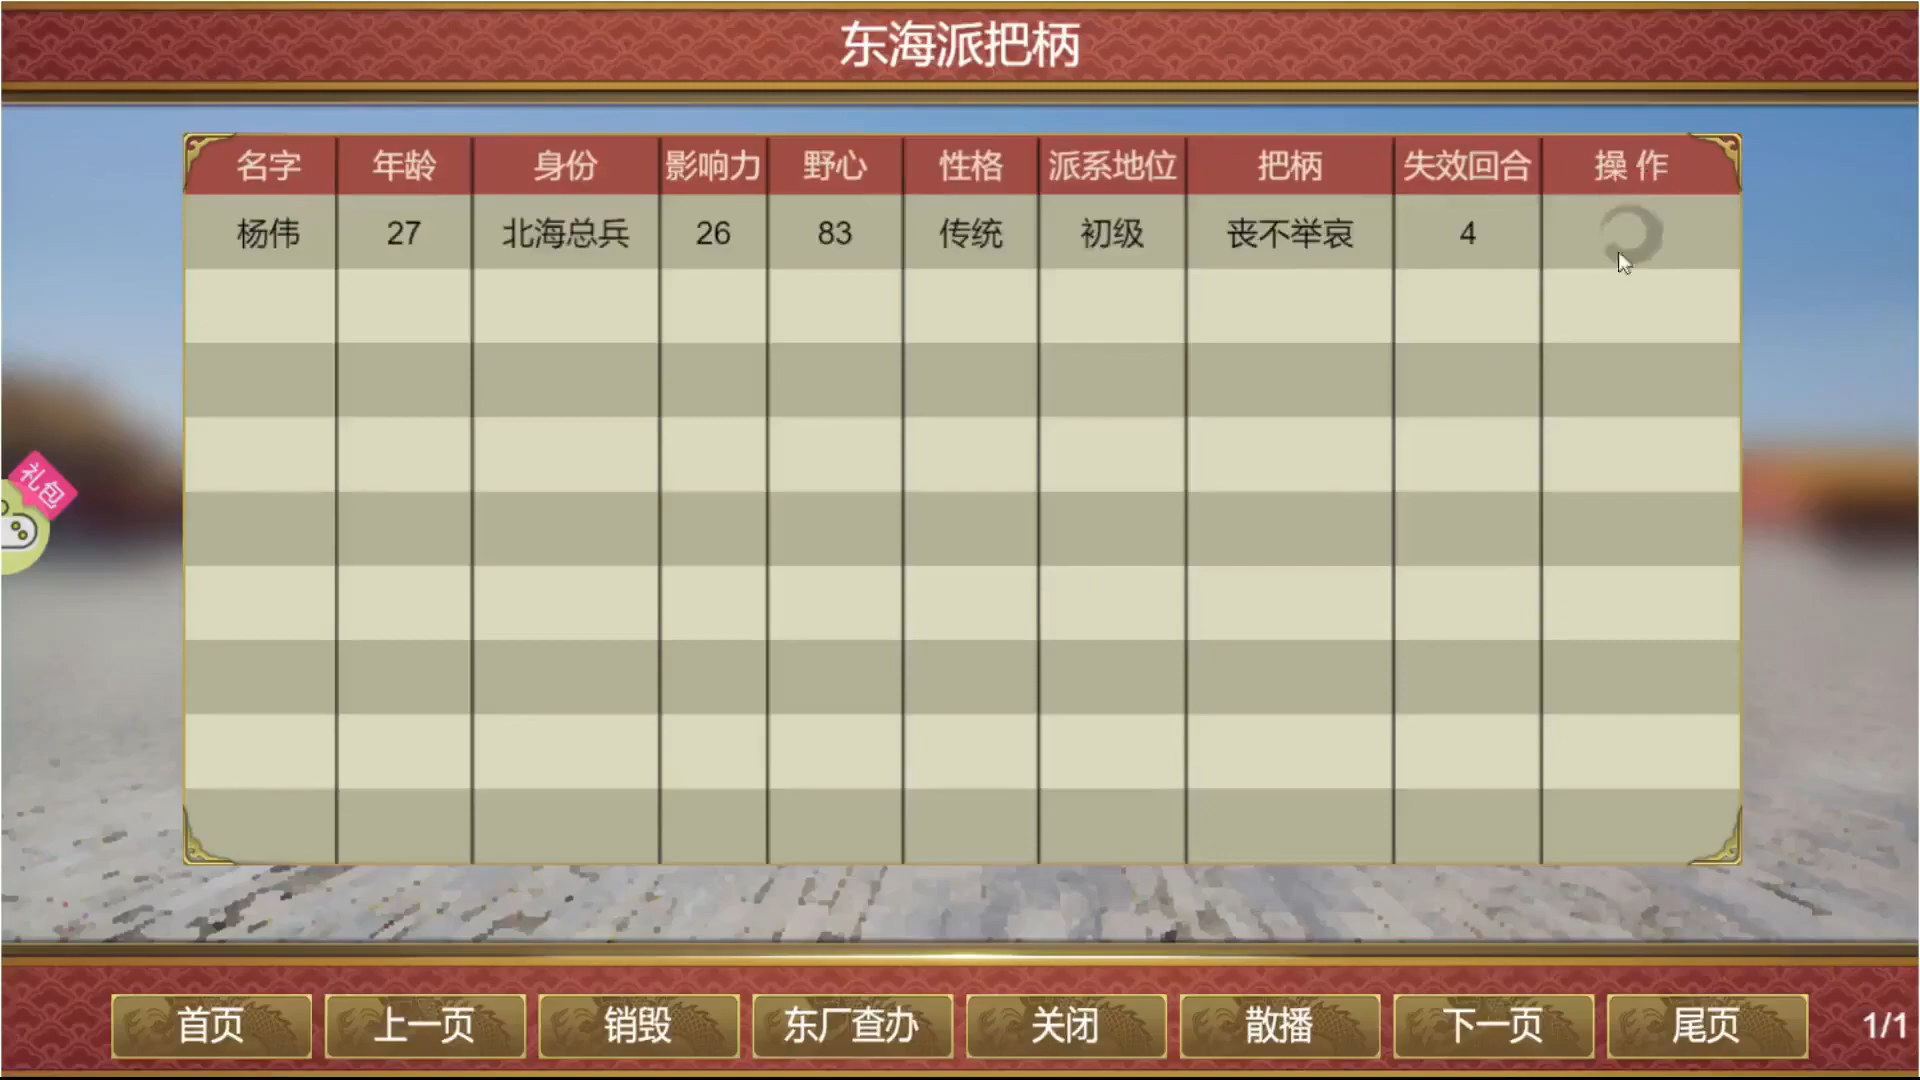 东海派把柄
名字 年龄 身份 影响力 野心 性格 派系地位 把柄 失效回合 操作
杨伟 27 北海总兵 26 83 传统 初级 丧不举哀 4
礼包
首页 上一页 销毁 东厂查办 关闭 散播 下一页 尾页 1/1